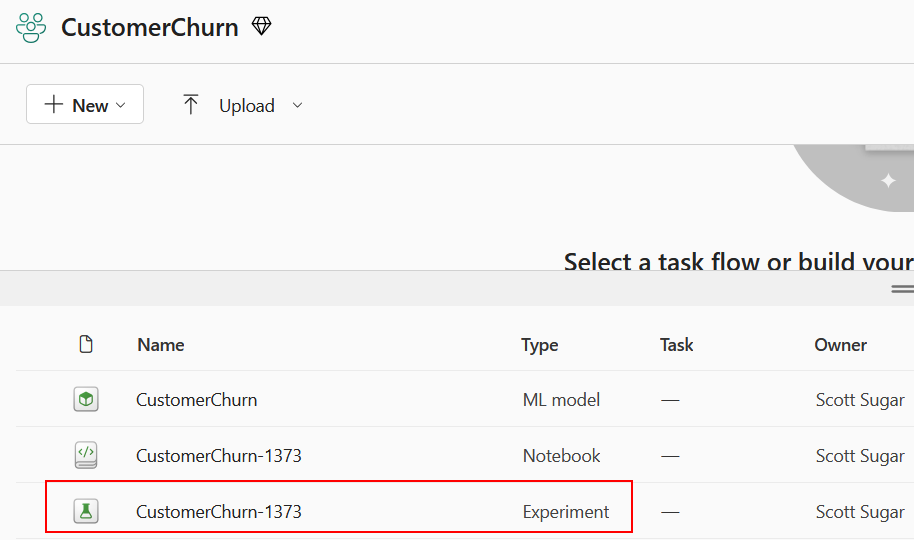 CustomerChurn
New
Upload
Select a task flow or build your
Name Type Task Owner
CustomerChurn ML model — Scott Sugar
CustomerChurn-1373 Notebook — Scott Sugar
CustomerChurn-1373 Experiment — Scott Sugar